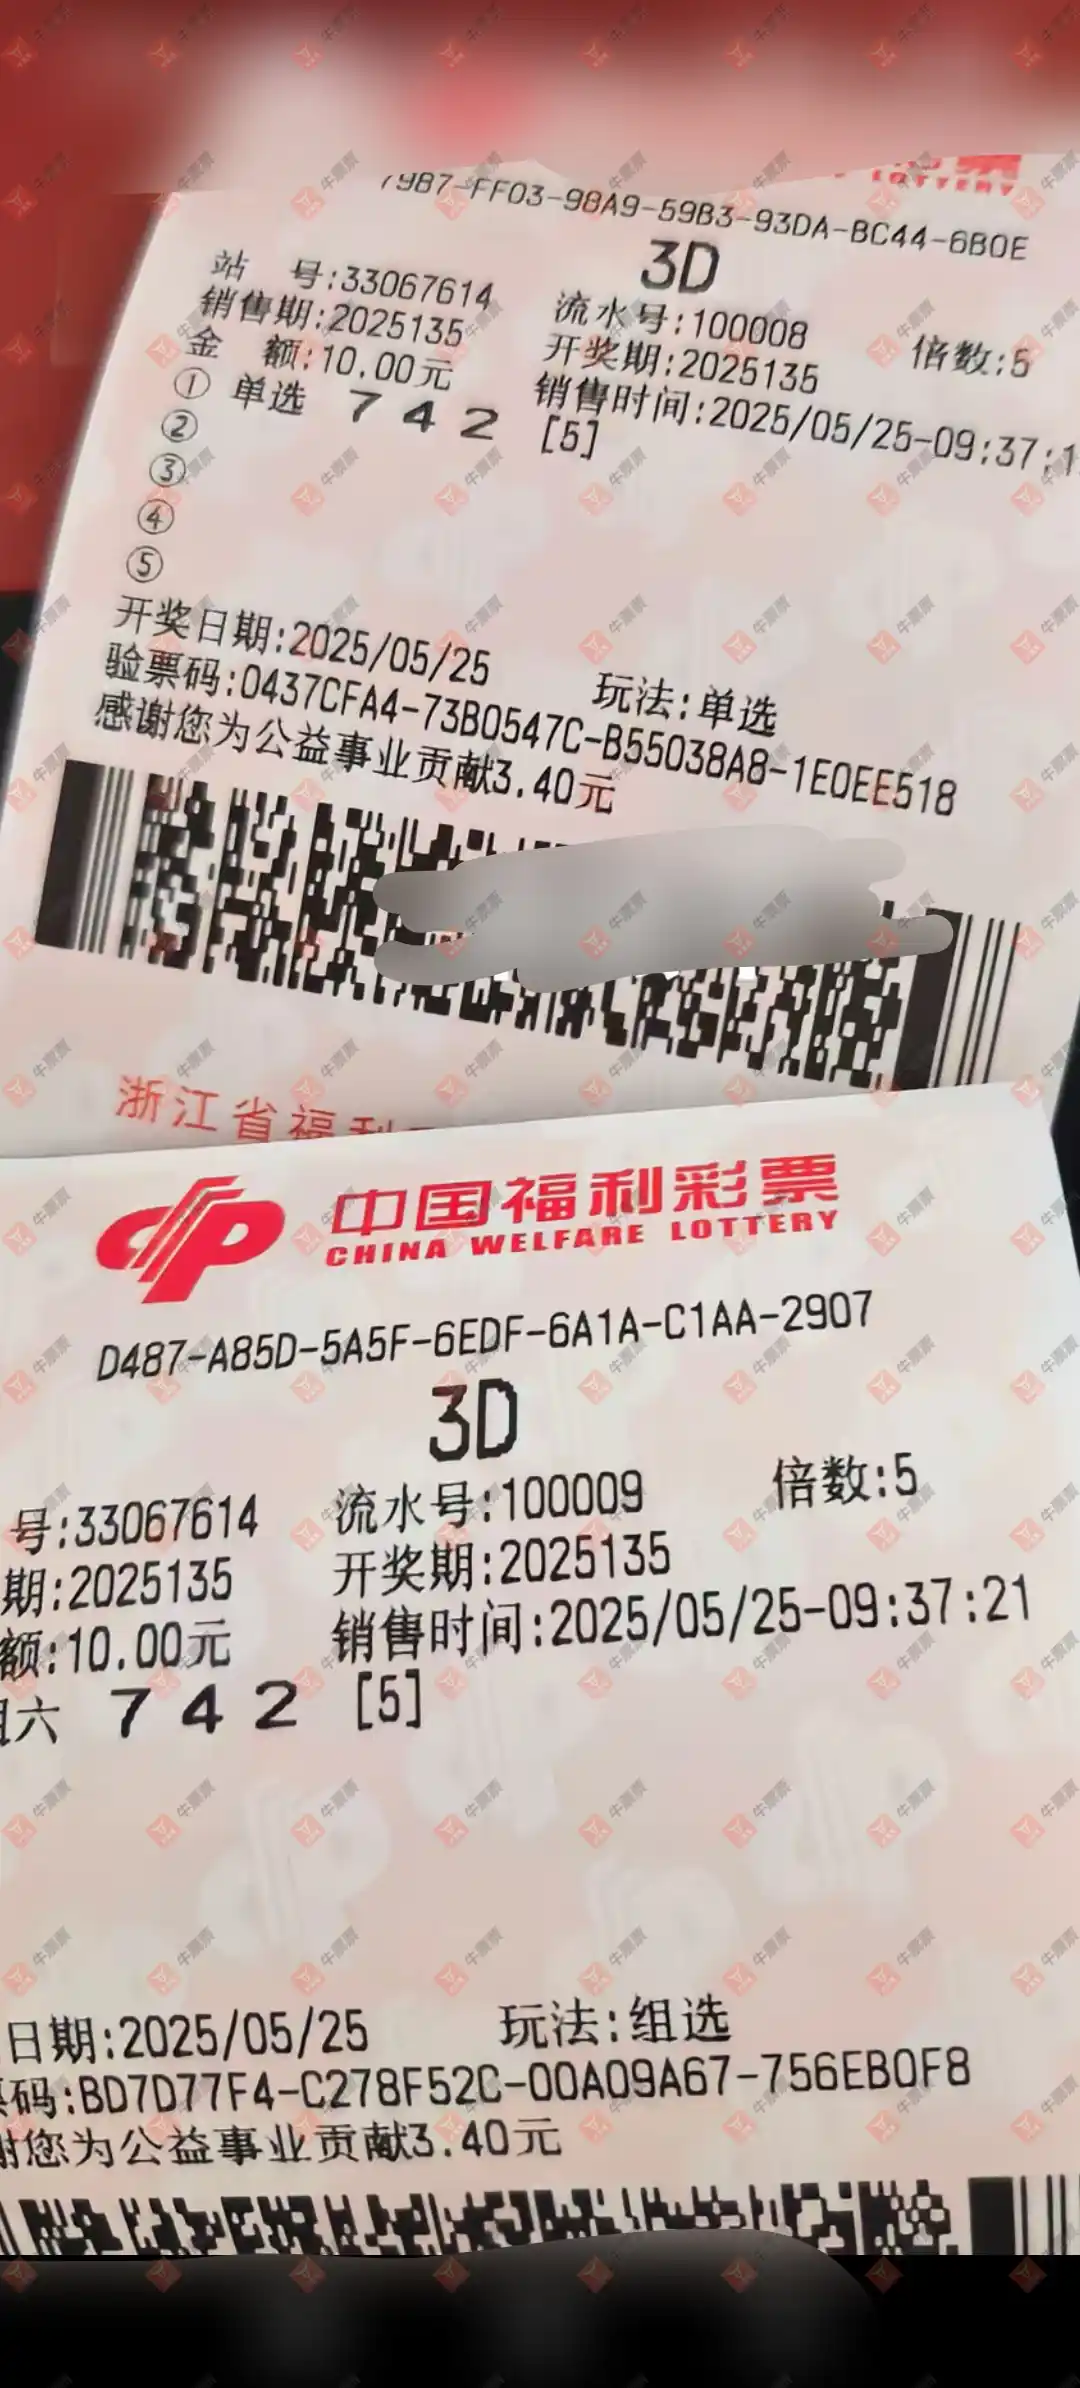 79B7-FF03-98A9-59B3-93DA-BC44-6B0E
LOTTERY
3D
站 号:33067614 流水号:100008 倍数:5
销售期:2025135 开奖期:2025135
金 额:10.00元 销售时间:2025/05/25-09:37:1
① 单选 7 4 2 [5]
②
③
④
⑤
开奖日期:2025/05/25 玩法:单选
验票码:0437CFA4-73B0547C-B55038A8-1E0EE518
感谢您为公益事业贡献3.40元
浙江省福利
中国福利彩票
CHINA WELFARE LOTTERY
D487-A85D-5A5F-6EDF-6A1A-C1AA-2907
3D
号:33067614 流水号:100009 倍数:5
期:2025135 开奖期:2025135
额:10.00元 销售时间:2025/05/25-09:37:21
组六 7 4 2 [5]
日期:2025/05/25 玩法:组选
票码:BD7D77F4-C278F52C-00A09A67-756EB0F8
谢您为公益事业贡献3.40元
牛票票